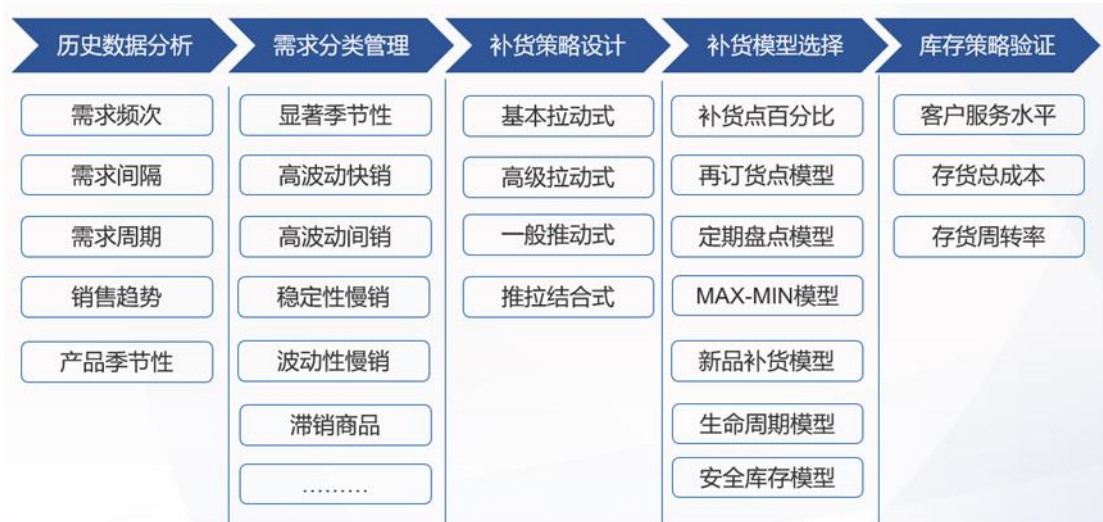 历史数据分析
需求分类管理
补货策略设计
补货模型选择
库存策略验证
需求频次
需求间隔
需求周期
销售趋势
产品季节性
显著季节性
高波动快销
高波动间销
稳定性慢销
波动性慢销
滞销商品
………
基本拉动式
高级拉动式
一般推动式
推拉结合式
补货点百分比
再订货点模型
定期盘点模型
MAX-MIN模型
新品补货模型
生命周期模型
安全库存模型
客户服务水平
存货总成本
存货周转率